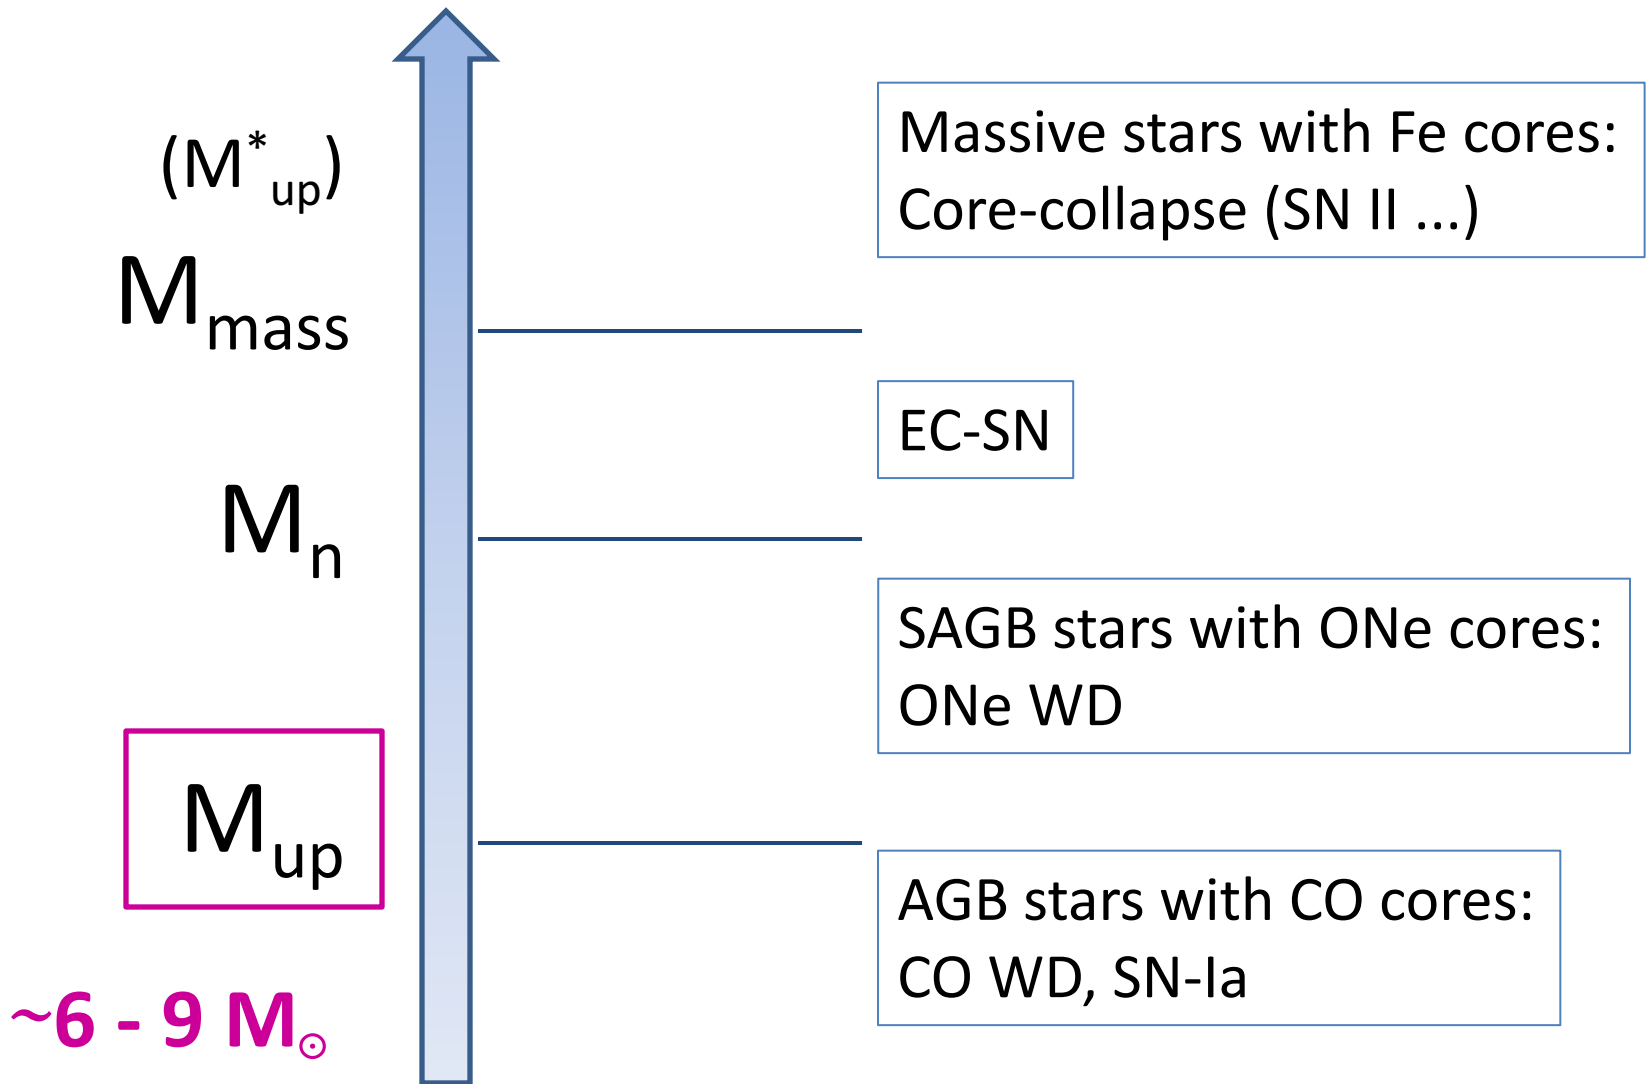 (M*up)
Mmass
Mn
Mup
~6 - 9 M☉
Massive stars with Fe cores:
Core-collapse (SN II ...)
EC-SN
SAGB stars with ONe cores:
ONe WD
AGB stars with CO cores:
CO WD, SN-Ia